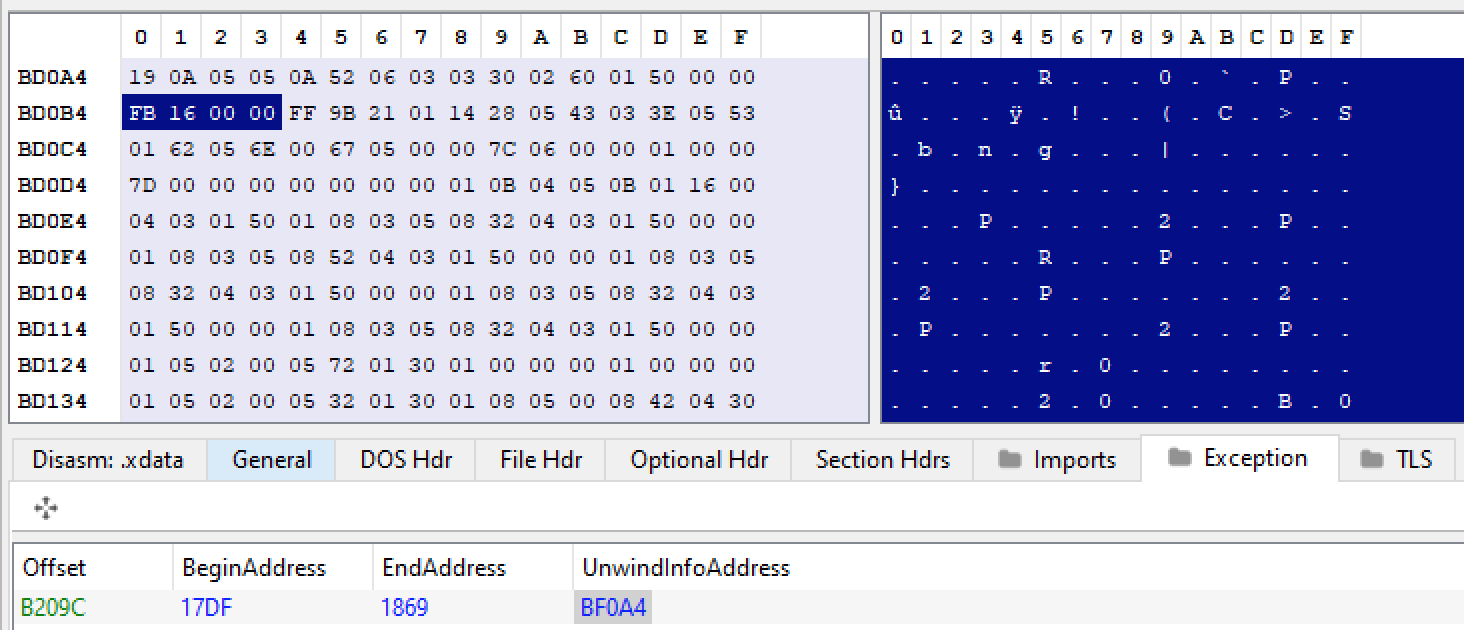 0 1 2 3 4 5 6 7 8 9 A B C D E F 0 1 2 3 4 5 6 7 8 9 A B C D E F
BD0A4 19 0A 05 05 0A 52 06 03 03 30 02 60 01 50 00 00 . . . . . R . . . 0 . ` . P . .
BD0B4 FB 16 00 00 FF 9B 21 01 14 28 05 43 03 3E 05 53 û . . . ÿ . ! . . ( . C . > . S
BD0C4 01 62 05 6E 00 67 05 00 00 7C 06 00 00 01 00 00 . b . n . g . . . | . . . . . .
BD0D4 7D 00 00 00 00 00 00 00 01 0B 04 05 0B 01 16 00 } . . . . . . . . . . . . . . .
BD0E4 04 03 01 50 01 08 03 05 08 32 04 03 01 50 00 00 . . . P . . . . . 2 . . . P . .
BD0F4 01 08 03 05 08 52 04 03 01 50 00 00 01 08 03 05 . . . . . R . . . P . . . . . .
BD104 08 32 04 03 01 50 00 00 01 08 03 05 08 32 04 03 . 2 . . . P . . . . . . . 2 . .
BD114 01 50 00 00 01 08 03 05 08 32 04 03 01 50 00 00 . P . . . . . . . 2 . . . P . .
BD124 01 05 02 00 05 72 01 30 01 00 00 00 01 00 00 00 . . . . . r . 0 . . . . . . . .
BD134 01 05 02 00 05 32 01 30 01 08 05 00 08 42 04 30 . . . . . 2 . 0 . . . . . B . 0
Disasm: .xdata General DOS Hdr File Hdr Optional Hdr Section Hdrs Imports Exception TLS
Offset BeginAddress EndAddress UnwindInfoAddress
B209C 17DF 1869 BF0A4